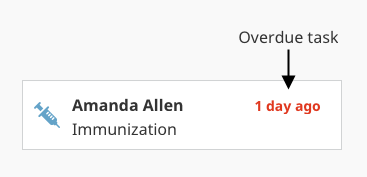 Overdue task
Amanda Allen
1 day ago
Immunization